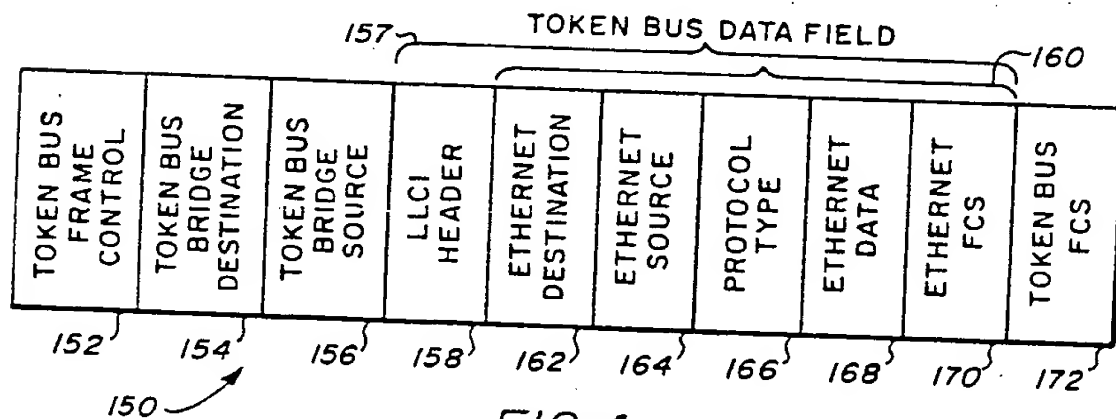 TOKEN BUS DATA FIELD
157
160
TOKEN BUS
FRAME
CONTROL
TOKEN BUS
BRIDGE
DESTINATION
TOKEN BUS
BRIDGE
SOURCE
LLCI
HEADER
ETHERNET
DESTINATION
ETHERNET
SOURCE
PROTOCOL
TYPE
ETHERNET
DATA
ETHERNET
FCS
TOKEN BUS
FCS
152
154
156
158
162
164
166
168
170
172
150